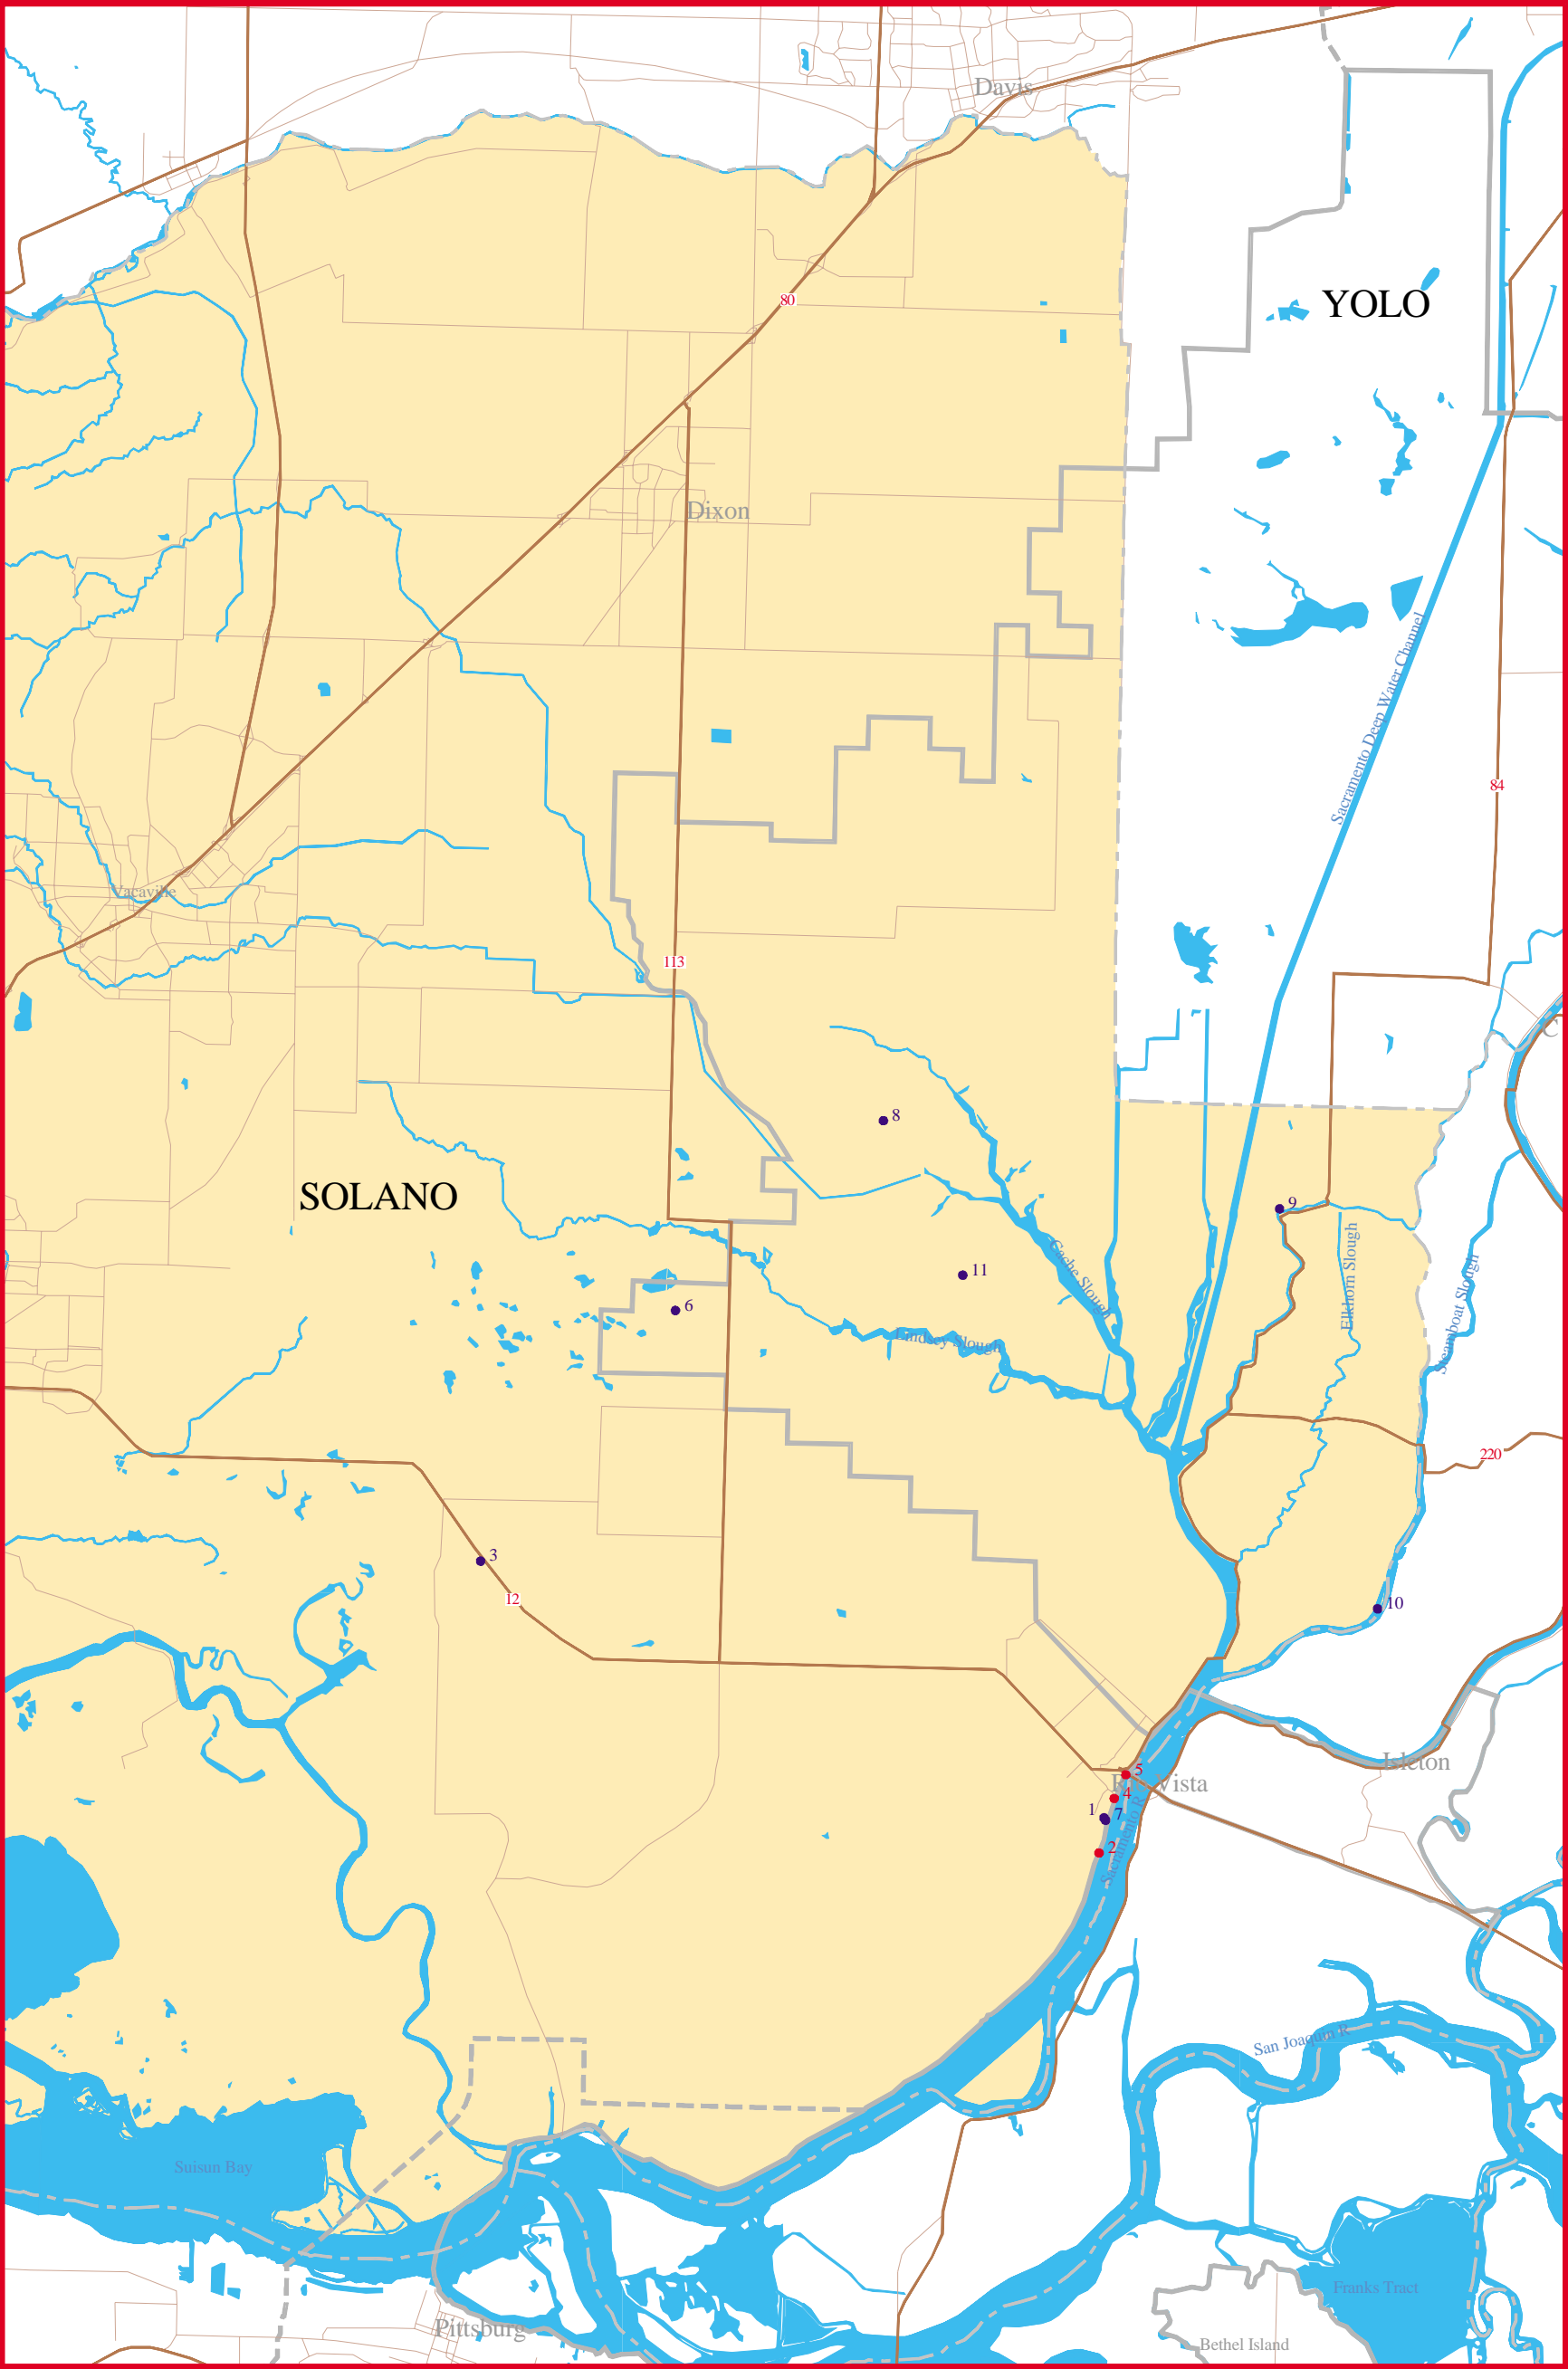 Davis
YOLO
80
Dixon
Sacramento Deep Water Channel
84
Vacaville
113
C
8
SOLANO
9
Elkhorn Slough
Cache Slough
Steamboat Slough
11
6
Lindsey Slough
220
3
12
10
Isleton
5
Rio Vista
4
1
7
2
Sacramento R
San Joaquin R
Suisun Bay
Franks Tract
Pittsburg
Bethel Island